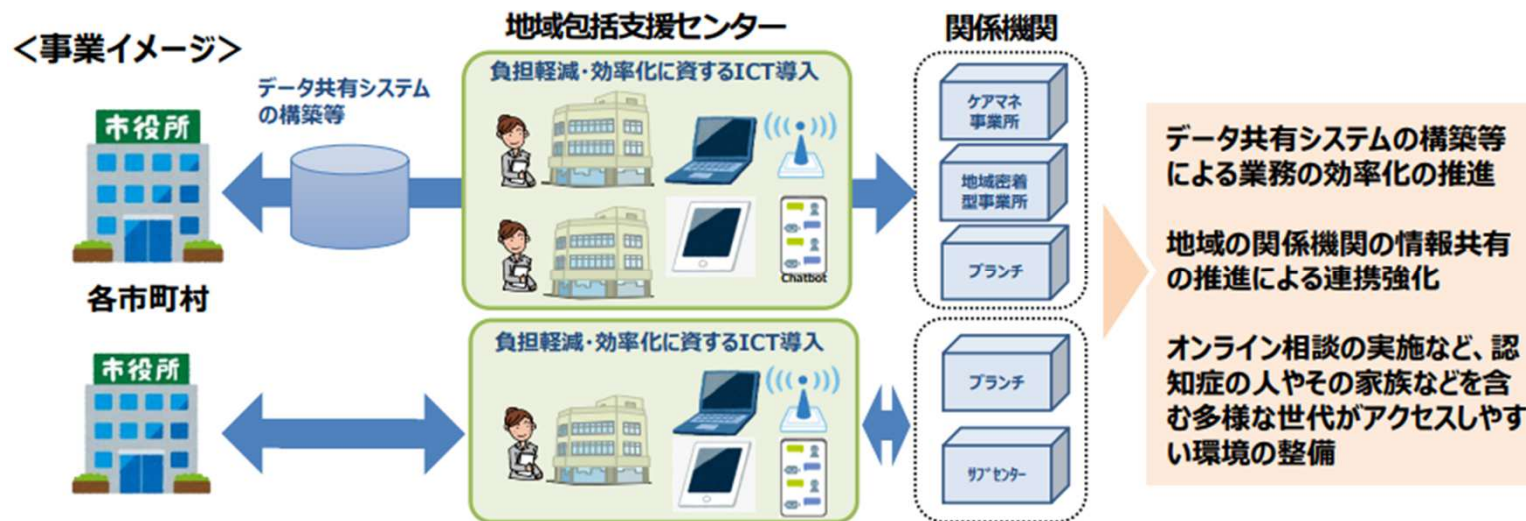 <事業イメージ>
地域包括支援センター
関係機関
データ共有システム
の構築等
市役所
各市町村
市役所
負担軽減・効率化に資するICT導入
Chatbot
負担軽減・効率化に資するICT導入
ケアマネ
事業所
地域密着
型事業所
ブランチ
ブランチ
サブセンター
データ共有システムの構築等
による業務の効率化の推進
地域の関係機関の情報共有
の推進による連携強化
オンライン相談の実施など、認
知症の人やその家族などを含
む多様な世代がアクセスしやす
い環境の整備